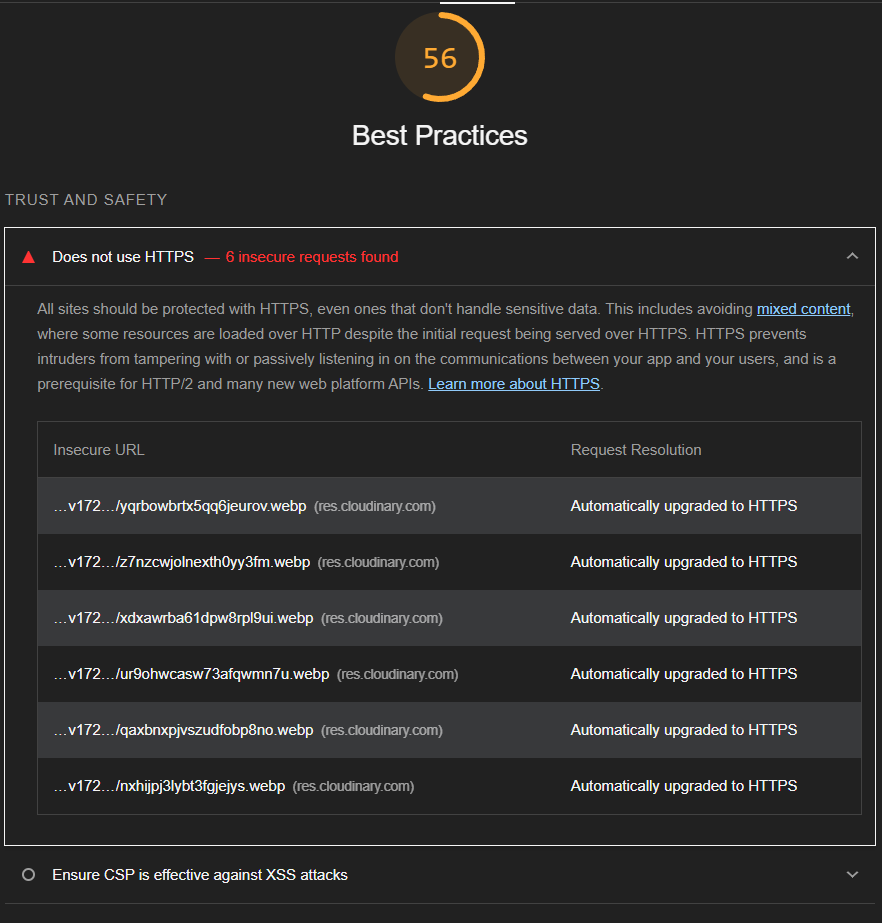 56
Best Practices
TRUST AND SAFETY
Does not use HTTPS — 6 insecure requests found
All sites should be protected with HTTPS, even ones that don't handle sensitive data. This includes avoiding mixed content,
where some resources are loaded over HTTP despite the initial request being served over HTTPS. HTTPS prevents
intruders from tampering with or passively listening in on the communications between your app and your users, and is a
prerequisite for HTTP/2 and many new web platform APIs. Learn more about HTTPS.
Insecure URL Request Resolution
…v172…/yqrbowbrtx5qq6jeurov.webp (res.cloudinary.com) Automatically upgraded to HTTPS
…v172…/z7nzcwjolnexth0yy3fm.webp (res.cloudinary.com) Automatically upgraded to HTTPS
…v172…/xdxawrba61dpw8rpl9ui.webp (res.cloudinary.com) Automatically upgraded to HTTPS
…v172…/ur9ohwcasw73afqwmn7u.webp (res.cloudinary.com) Automatically upgraded to HTTPS
…v172…/qaxbnxpjvszudfobp8no.webp (res.cloudinary.com) Automatically upgraded to HTTPS
…v172…/nxhijpj3lybt3fgjejys.webp (res.cloudinary.com) Automatically upgraded to HTTPS
Ensure CSP is effective against XSS attacks